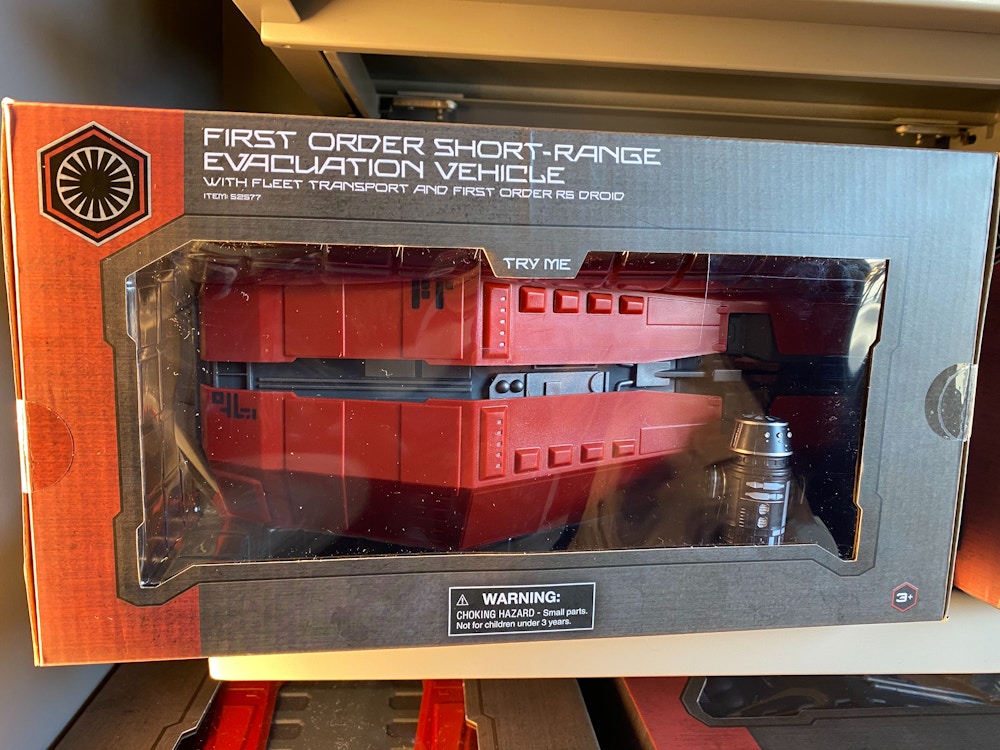 FIRST ORDER SHORT-RANGE
EVACUATION VEHICLE
WITH FLEET TRANSPORT AND FIRST ORDER R5 DROID
ITEM: 52577
TRY ME
WARNING:
CHOKING HAZARD - Small parts.
Not for children under 3 years.
3+